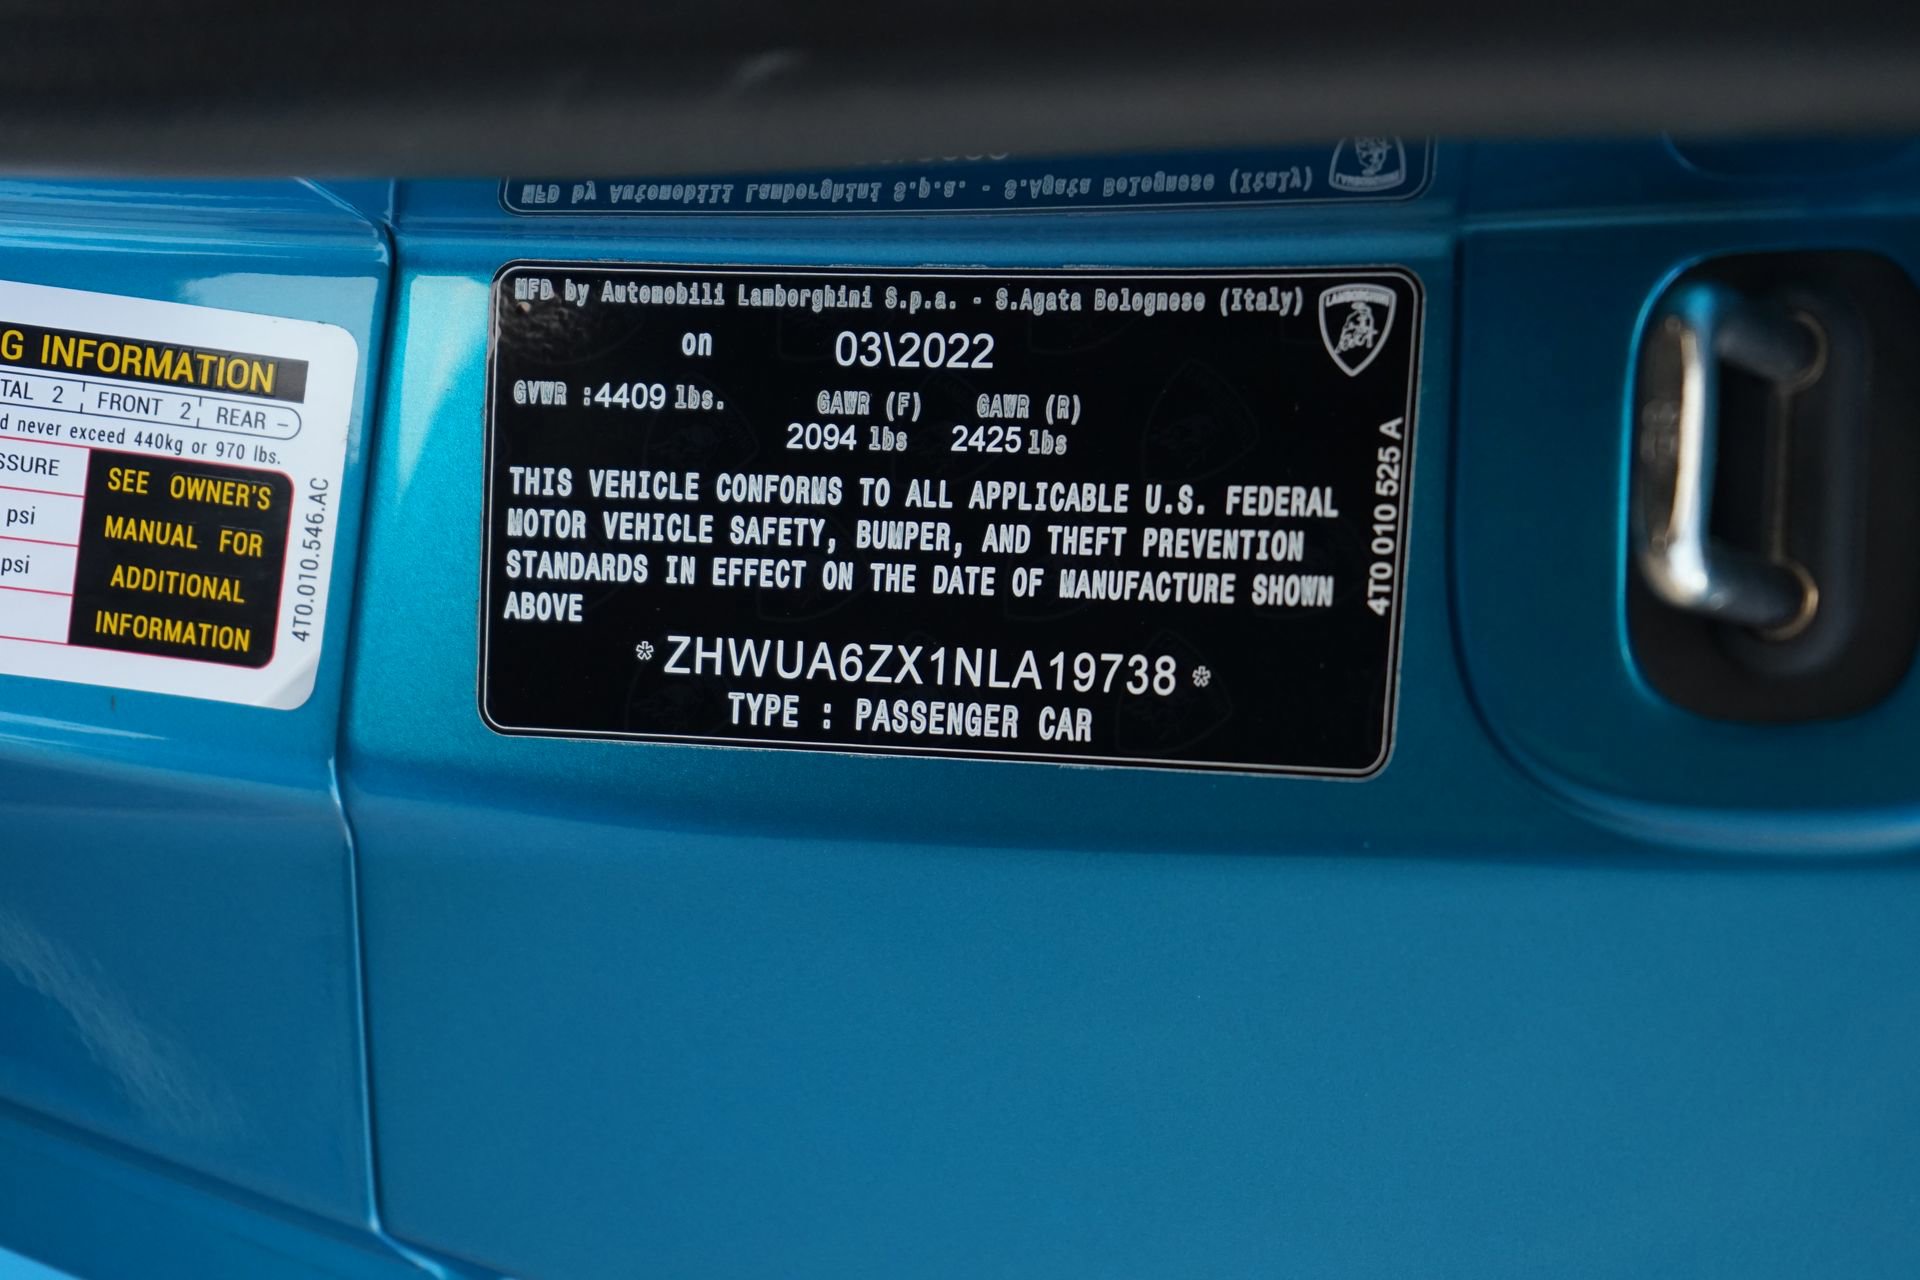 G INFORMATION
TAL 2 FRONT 2 REAR –
d never exceed 440kg or 970 lbs.
SSURE
psi
psi
SEE OWNER'S
MANUAL FOR
ADDITIONAL
INFORMATION
4T0.010.546.AC
MFD by Automobili Lamborghini S.p.a. - S.Agata Bolognese (Italy)
LAMBORGHINI
on 03\2022
GVWR :4409 lbs. GAWR (F) GAWR (R)
2094 lbs 2425 lbs
THIS VEHICLE CONFORMS TO ALL APPLICABLE U.S. FEDERAL
MOTOR VEHICLE SAFETY, BUMPER, AND THEFT PREVENTION
STANDARDS IN EFFECT ON THE DATE OF MANUFACTURE SHOWN
ABOVE
*ZHWUA6ZX1NLA19738*
TYPE : PASSENGER CAR
4T0 010 525 A